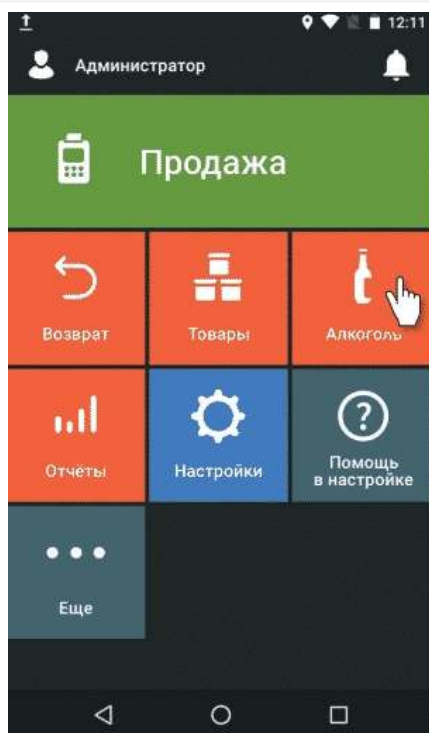 12:11
Администратор
Продажа
Возврат
Товары
Алкоголь
Отчёты
Настройки
Помощь
в настройке
Еще